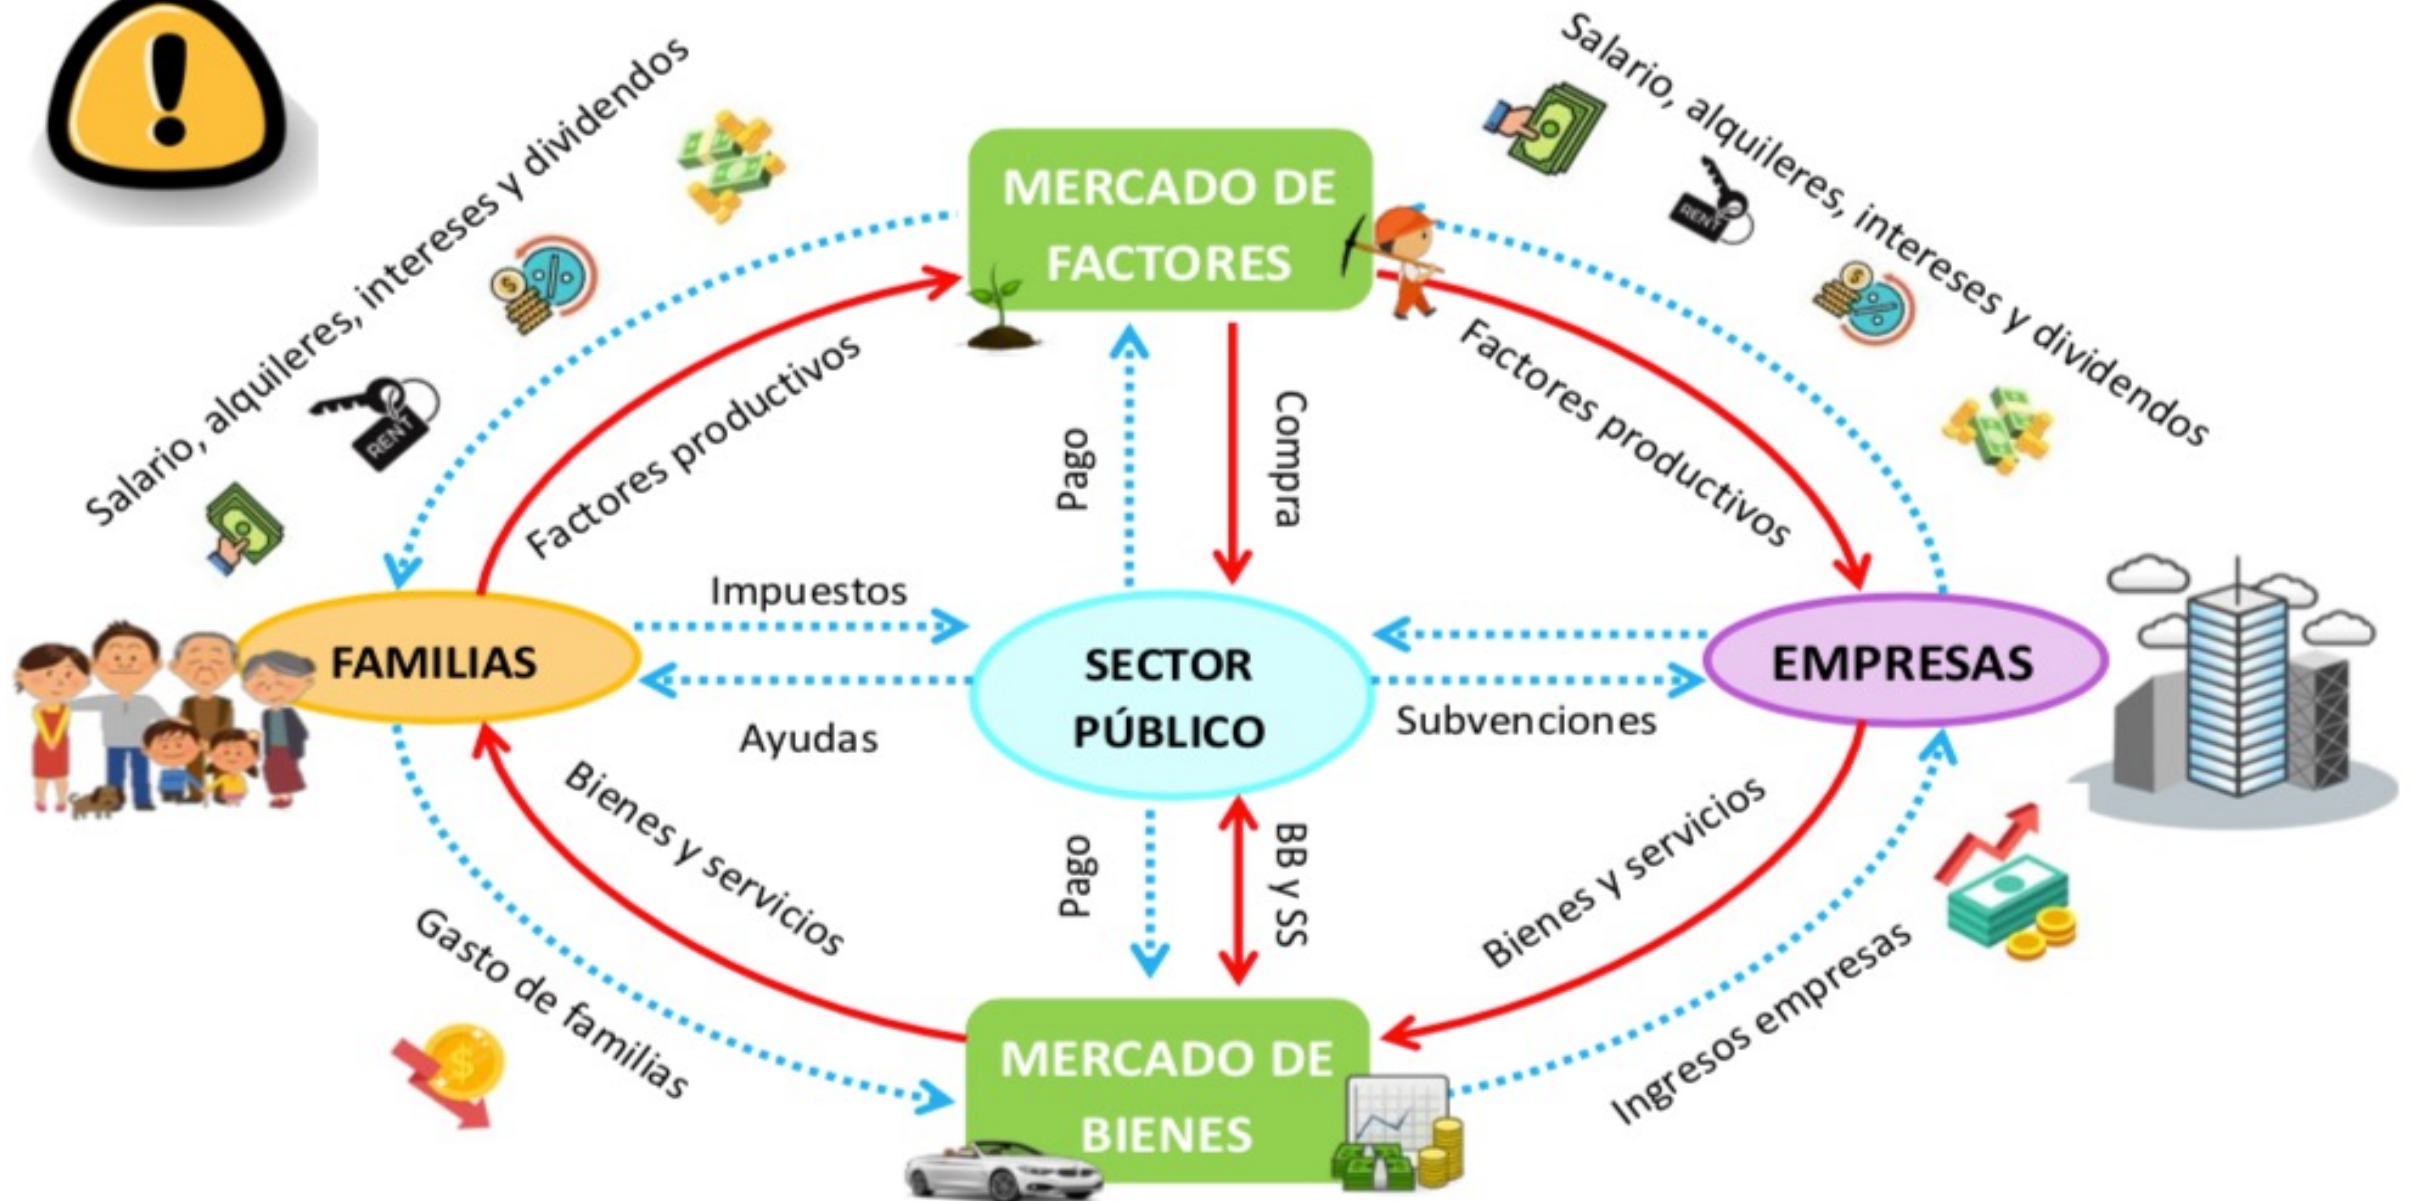 Salario, alquileres, intereses y dividendos
Salario, alquileres, intereses y dividendos
MERCADO DE
FACTORES
RENT
RENT
Factores productivos
Factores productivos
Pago
Compra
Impuestos
FAMILIAS
SECTOR
PÚBLICO
EMPRESAS
Ayudas
Subvenciones
Bienes y servicios
Pago
BB y SS
Bienes y servicios
Gasto de familias
Ingresos empresas
MERCADO DE
BIENES